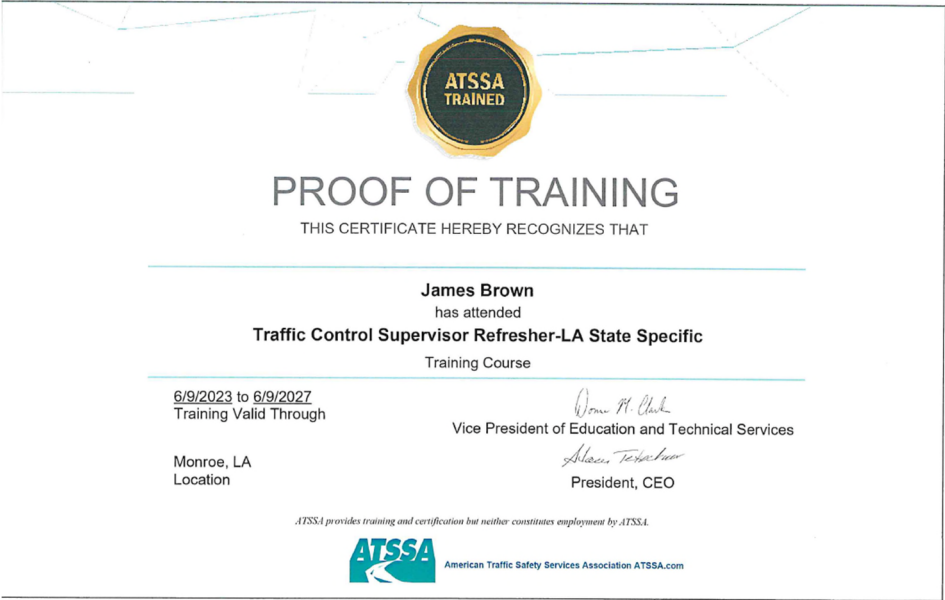 ATSSA
TRAINED
PROOF OF TRAINING
THIS CERTIFICATE HEREBY RECOGNIZES THAT
James Brown
has attended
Traffic Control Supervisor Refresher-LA State Specific
Training Course
6/9/2023 to 6/9/2027
Training Valid Through
Donna M. Clark
Vice President of Education and Technical Services
Monroe, LA
Location
President, CEO
ATSSA provides training and certification but neither constitutes employment by ATSSA.
ATSSA
American Traffic Safety Services Association ATSSA.com